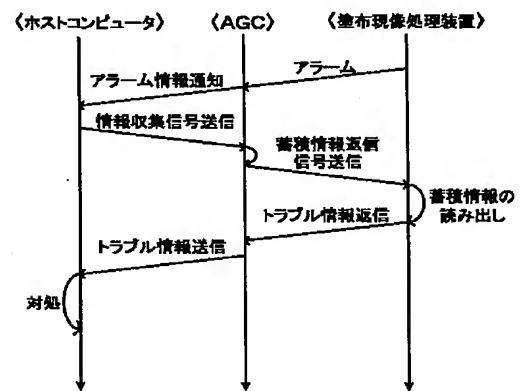 〈ホストコンピュータ〉 〈AGC〉 〈塗布現像処理装置〉
アラーム
アラーム情報通知
情報収集信号送信
蓄積情報返信
信号送信
蓄積情報の
読み出し
トラブル情報返信
トラブル情報送信
対処